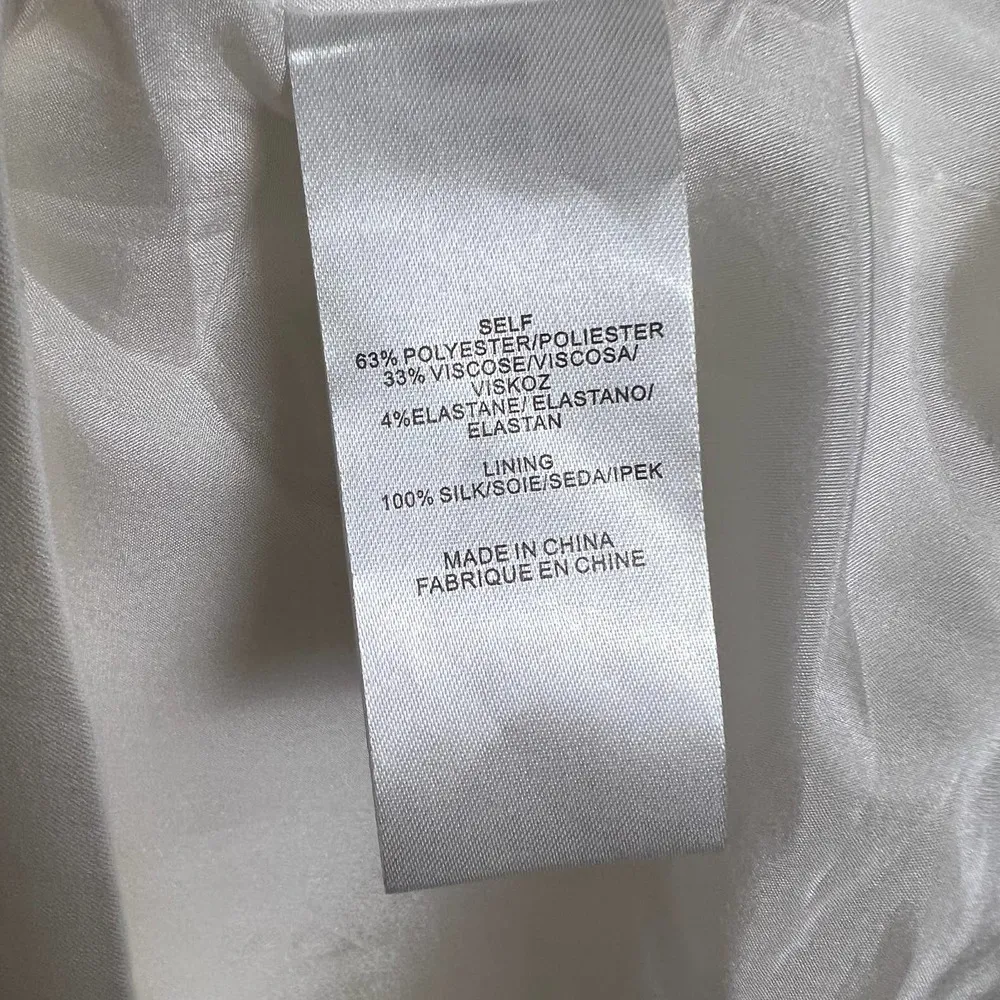 SELF
63% POLYESTER/POLIESTER
33% VISCOSE/VISCOSA/
VISKOZ
4%ELASTANE/ ELASTANO/
ELASTAN
LINING
100% SILK/SOIE/SEDA/IPEK
MADE IN CHINA
FABRIQUE EN CHINE